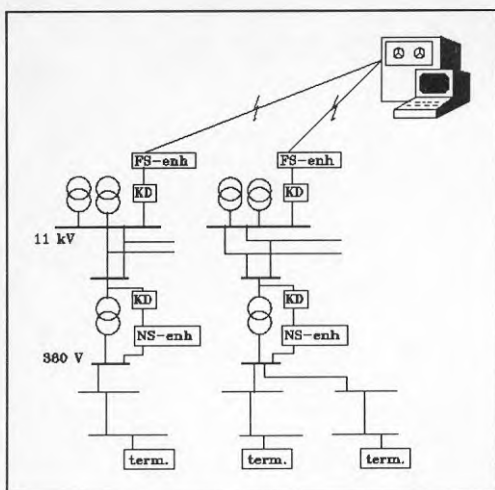 FS-enh FS-enh
KD KD
11 kV
KD KD
NS-enh NS-enh
380 V
term. term. term.